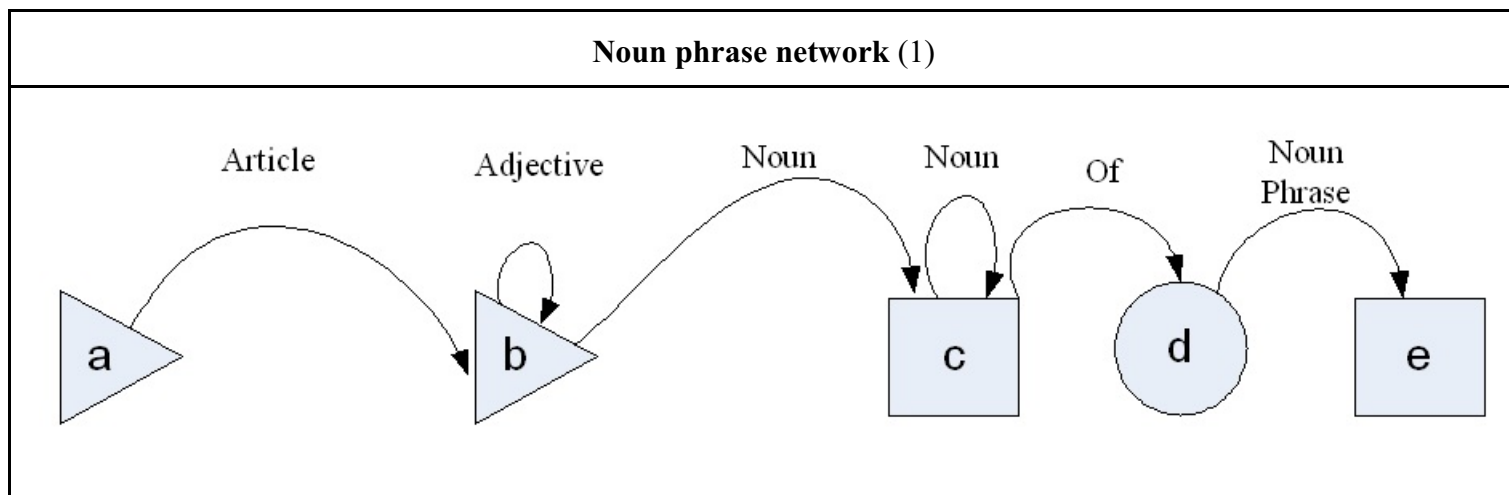 Noun phrase network (1)
Article
Adjective
Noun
Noun
Of
Noun
Phrase
a
b
c
d
e